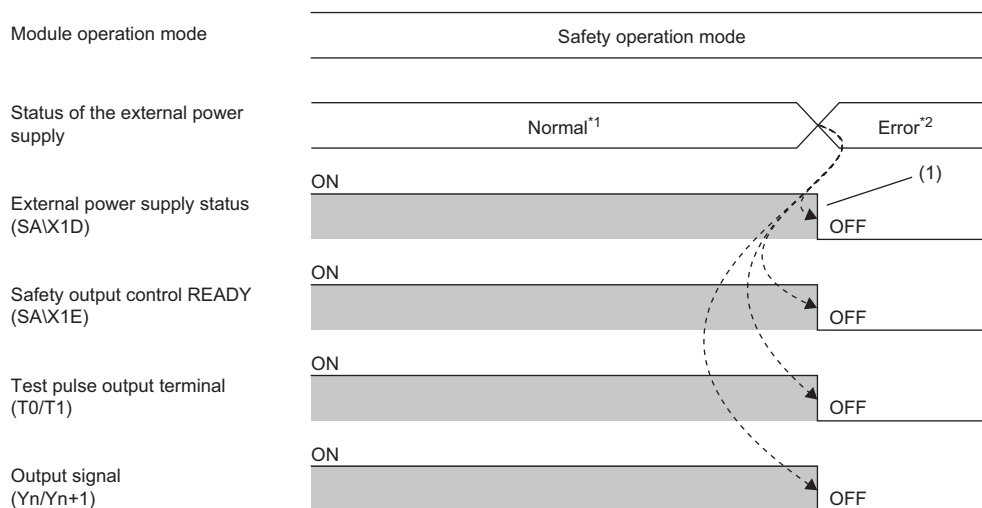 Module operation mode
Safety operation mode
Status of the external power
supply
Normal*1
Error*2
(1)
ON
External power supply status
(SA\X1D)
OFF
ON
Safety output control READY
(SA\X1E)
OFF
ON
Test pulse output terminal
(T0/T1)
OFF
ON
Output signal
(Yn/Yn+1)
OFF